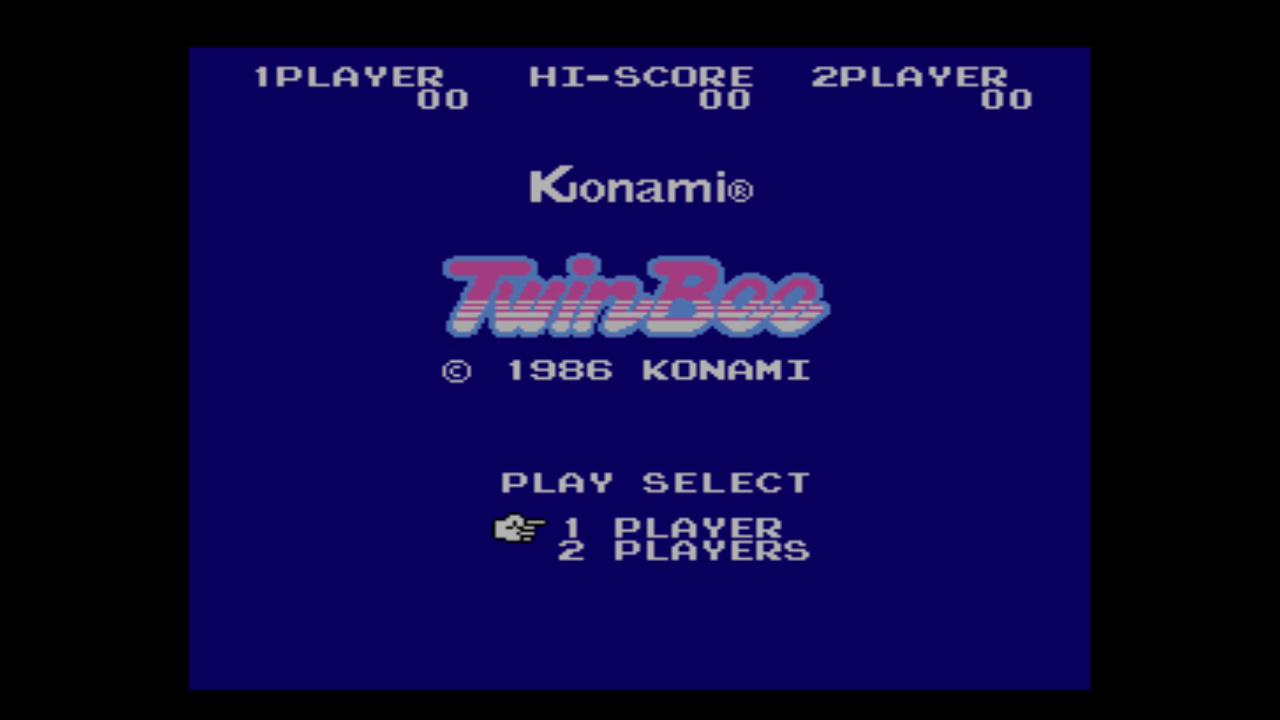 1PLAYER HI-SCORE 2PLAYER
00 00 00
Konami®
TwinBee
© 1986 KONAMI
PLAY SELECT
1 PLAYER
2 PLAYERS